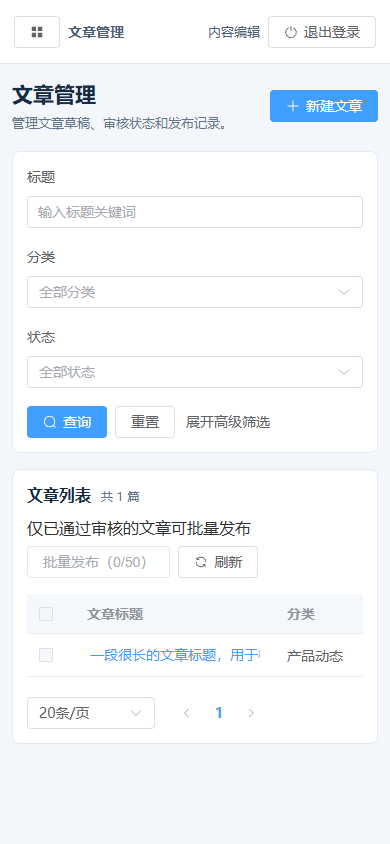 文章管理 内容编辑 退出登录
文章管理
新建文章
管理文章草稿、审核状态和发布记录。
标题
输入标题关键词
分类
全部分类
状态
全部状态
查询 重置 展开高级筛选
文章列表 共 1 篇
仅已通过审核的文章可批量发布
批量发布（0/50） 刷新
文章标题 分类
一段很长的文章标题，用于 产品动态
20条/页 1